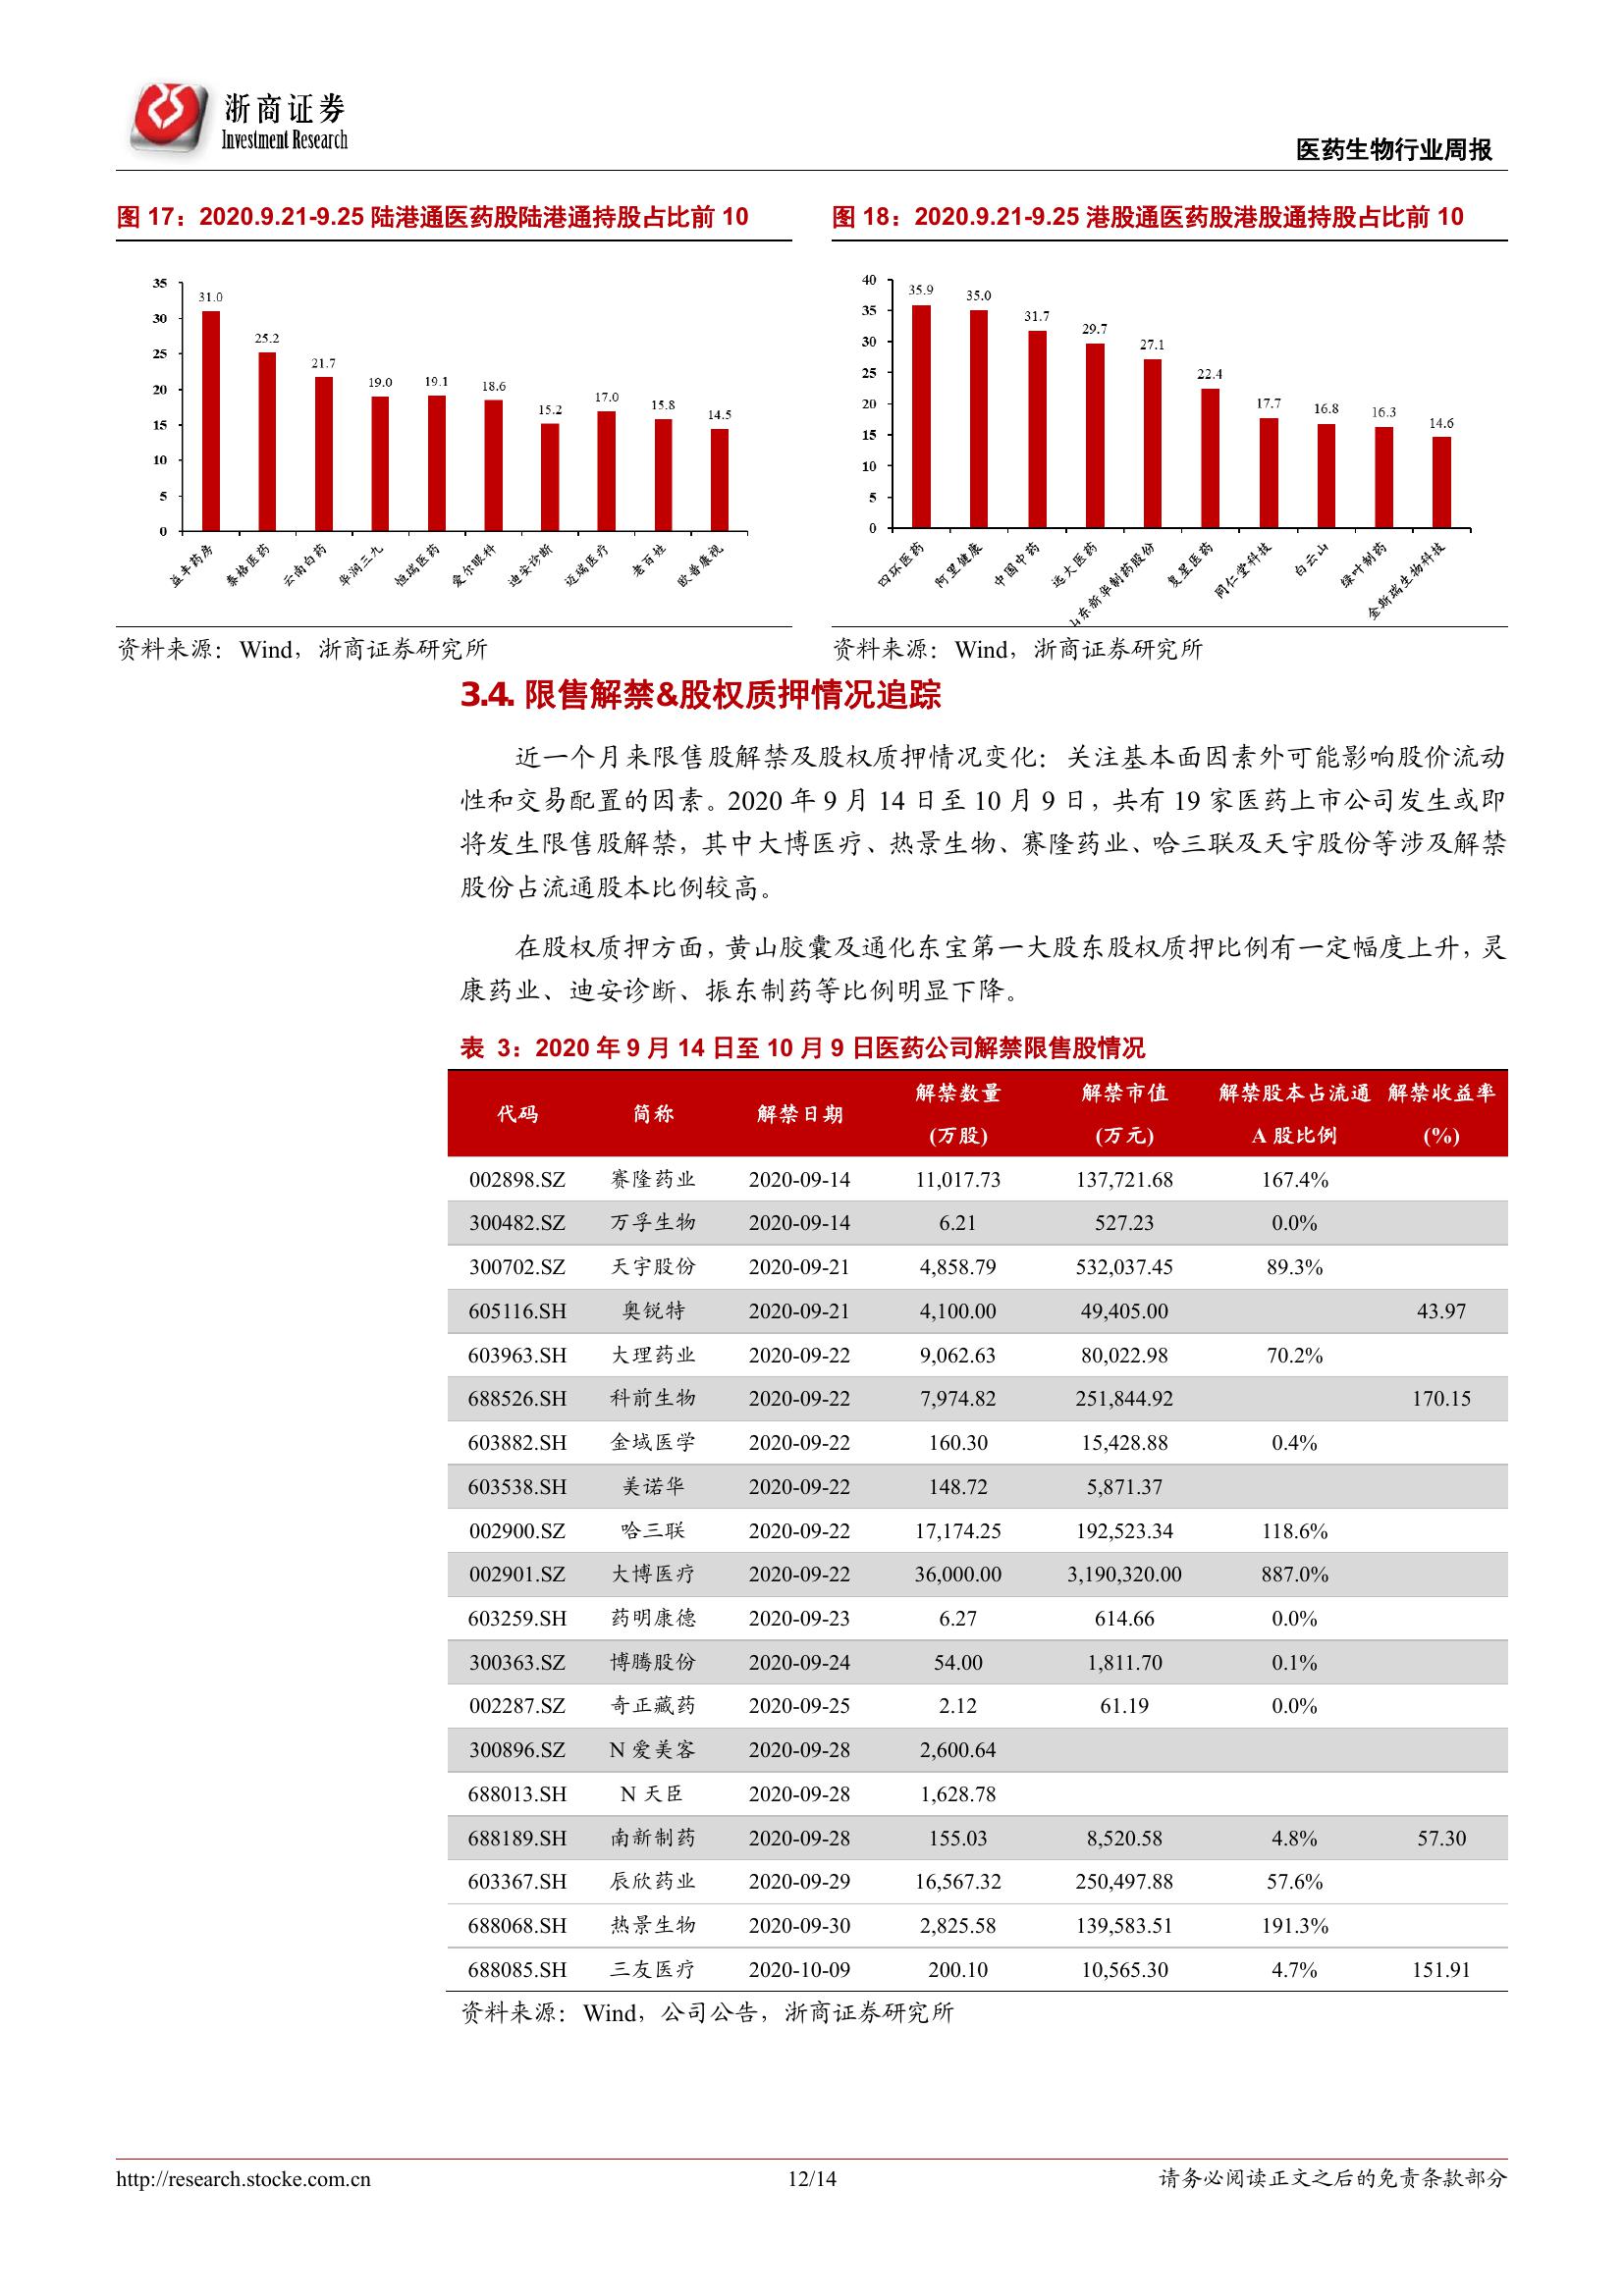 浙商证券
Investment Research
医药生物行业周报
图 17：2020.9.21-9.25 陆港通医药股陆港通持股占比前 10
35
30
25
20
15
10
5
0
31.0
25.2
21.7
19.0
19.1
18.6
15.2
17.0
15.8
14.5
益丰药房
泰格医药
云南白药
华润三九
恒瑞医药
爱尔眼科
迪安诊断
迈瑞医疗
老百姓
欧普康视
资料来源：Wind，浙商证券研究所
图 18：2020.9.21-9.25 港股通医药股港股通持股占比前 10
40
35
30
25
20
15
10
5
0
35.9
35.0
31.7
29.7
27.1
22.4
17.7
16.8
16.3
14.6
四环医药
阿里健康
中国中药
远大医药
山东新华制药股份
复星医药
同仁堂科技
白云山
绿叶制药
金斯瑞生物科技
资料来源：Wind，浙商证券研究所
3.4. 限售解禁&股权质押情况追踪
近一个月来限售股解禁及股权质押情况变化：关注基本面因素外可能影响股价流动
性和交易配置的因素。2020 年 9 月 14 日至 10 月 9 日，共有 19 家医药上市公司发生或即
将发生限售股解禁，其中大博医疗、热景生物、赛隆药业、哈三联及天宇股份等涉及解禁
股份占流通股本比例较高。
在股权质押方面，黄山胶囊及通化东宝第一大股东股权质押比例有一定幅度上升，灵
康药业、迪安诊断、振东制药等比例明显下降。
表 3：2020 年 9 月 14 日至 10 月 9 日医药公司解禁限售股情况
代码 简称 解禁日期 解禁数量 (万股) 解禁市值 (万元) 解禁股本占流通 A 股比例 解禁收益率 (%)
002898.SZ 赛隆药业 2020-09-14 11,017.73 137,721.68 167.4%
300482.SZ 万孚生物 2020-09-14 6.21 527.23 0.0%
300702.SZ 天宇股份 2020-09-21 4,858.79 532,037.45 89.3%
605116.SH 奥锐特 2020-09-21 4,100.00 49,405.00 43.97
603963.SH 大理药业 2020-09-22 9,062.63 80,022.98 70.2%
688526.SH 科前生物 2020-09-22 7,974.82 251,844.92 170.15
603882.SH 金域医学 2020-09-22 160.30 15,428.88 0.4%
603538.SH 美诺华 2020-09-22 148.72 5,871.37
002900.SZ 哈三联 2020-09-22 17,174.25 192,523.34 118.6%
002901.SZ 大博医疗 2020-09-22 36,000.00 3,190,320.00 887.0%
603259.SH 药明康德 2020-09-23 6.27 614.66 0.0%
300363.SZ 博腾股份 2020-09-24 54.00 1,811.70 0.1%
002287.SZ 奇正藏药 2020-09-25 2.12 61.19 0.0%
300896.SZ N 爱美客 2020-09-28 2,600.64
688013.SH N 天臣 2020-09-28 1,628.78
688189.SH 南新制药 2020-09-28 155.03 8,520.58 4.8% 57.30
603367.SH 辰欣药业 2020-09-29 16,567.32 250,497.88 57.6%
688068.SH 热景生物 2020-09-30 2,825.58 139,583.51 191.3%
688085.SH 三友医疗 2020-10-09 200.10 10,565.30 4.7% 151.91
资料来源：Wind，公司公告，浙商证券研究所
http://research.stocke.com.cn
12/14
请务必阅读正文之后的免责条款部分